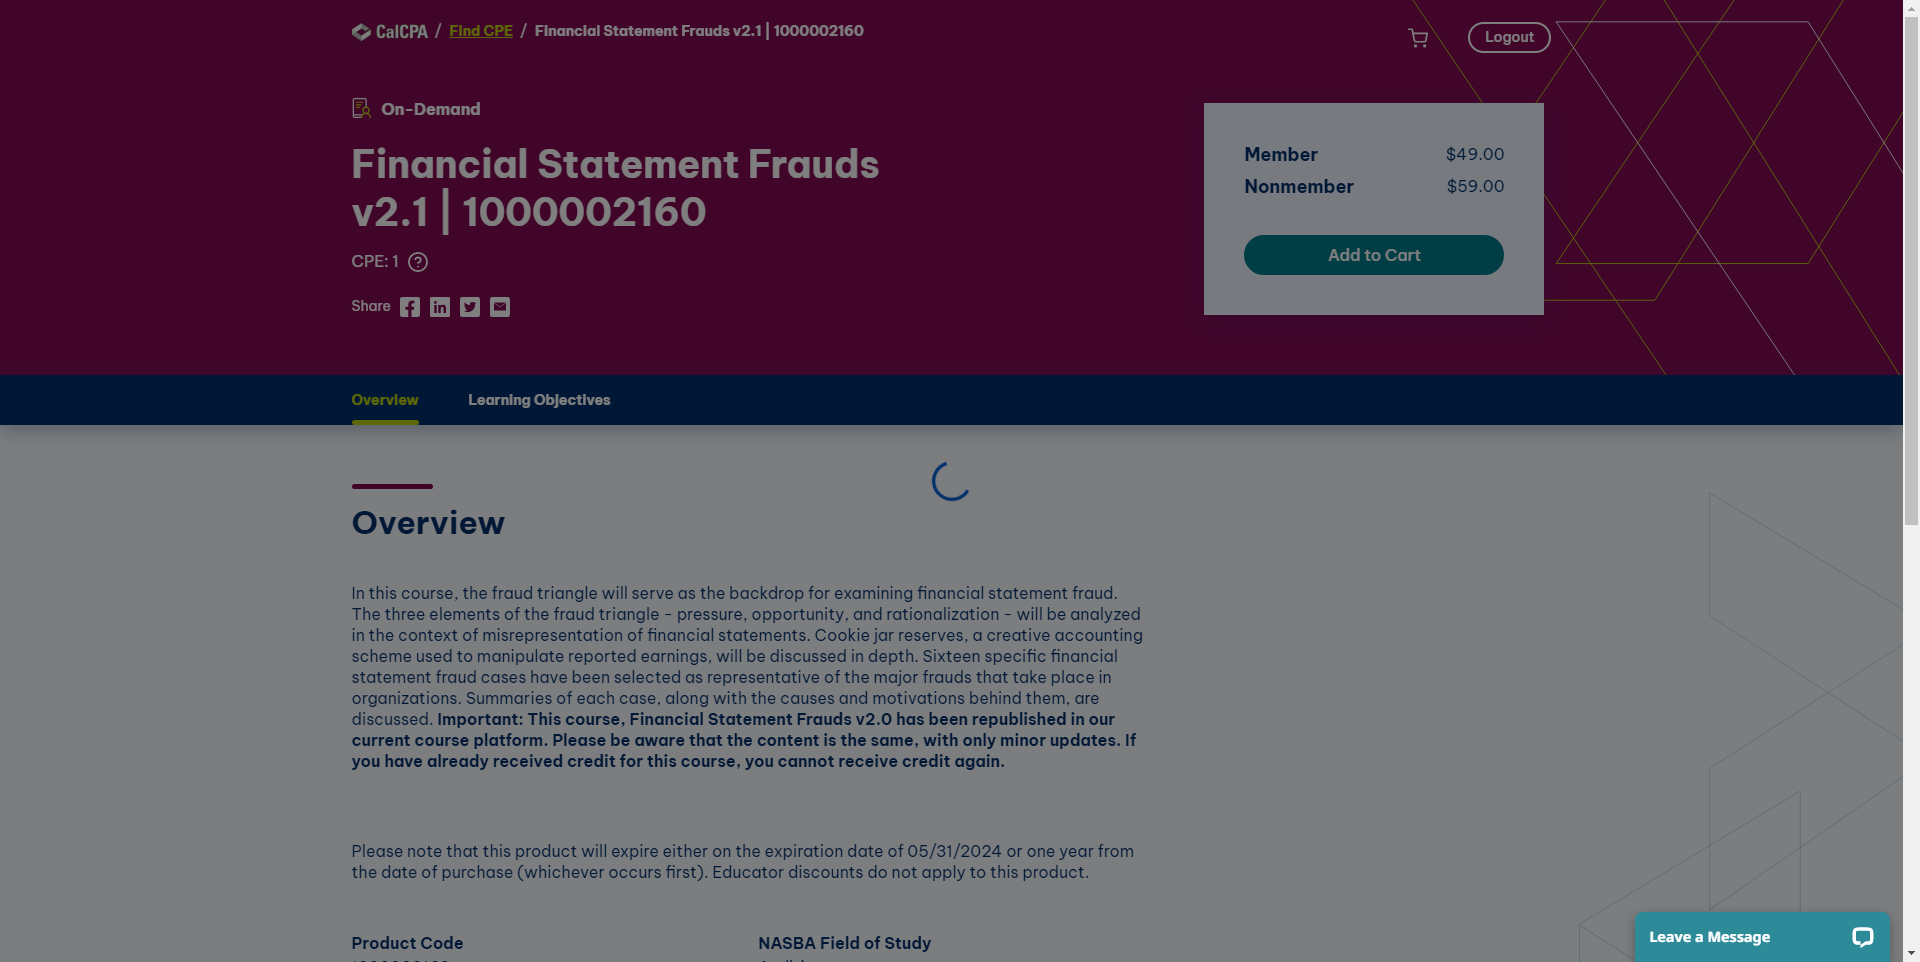 CalCPA / Find CPE / Financial Statement Frauds v2.1 | 1000002160
Logout
On-Demand
Financial Statement Frauds
v2.1 | 1000002160
CPE: 1
Share
Member $49.00
Nonmember $59.00
Add to Cart
Overview
Learning Objectives
Overview
In this course, the fraud triangle will serve as the backdrop for examining financial statement fraud.
The three elements of the fraud triangle - pressure, opportunity, and rationalization - will be analyzed
in the context of misrepresentation of financial statements. Cookie jar reserves, a creative accounting
scheme used to manipulate reported earnings, will be discussed in depth. Sixteen specific financial
statement fraud cases have been selected as representative of the major frauds that take place in
organizations. Summaries of each case, along with the causes and motivations behind them, are
discussed. Important: This course, Financial Statement Frauds v2.0 has been republished in our
current course platform. Please be aware that the content is the same, with only minor updates. If
you have already received credit for this course, you cannot receive credit again.
Please note that this product will expire either on the expiration date of 05/31/2024 or one year from
the date of purchase (whichever occurs first). Educator discounts do not apply to this product.
Product Code
NASBA Field of Study
Leave a Message